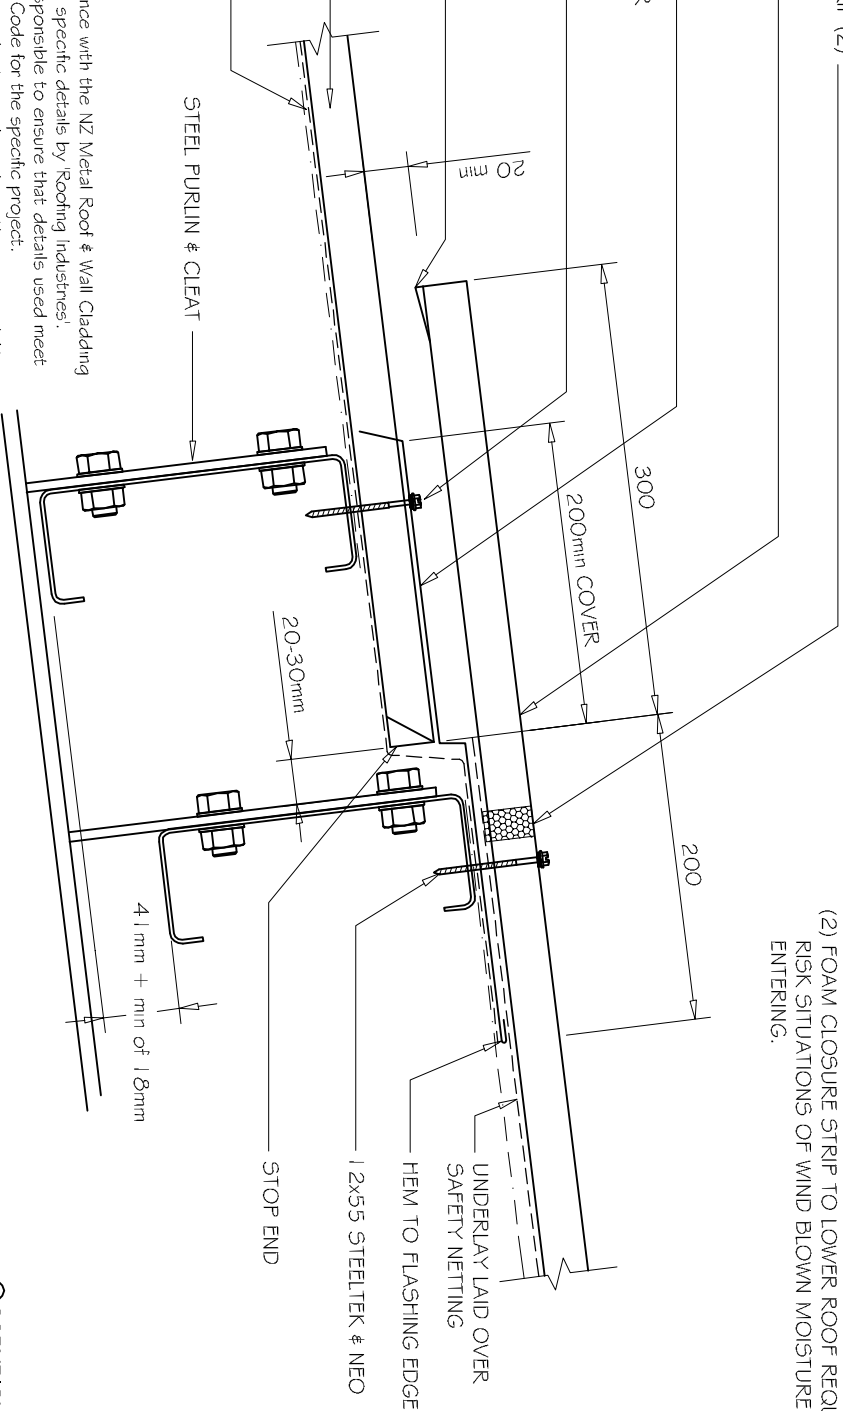 (2) FOAM CLOSURE STRIP TO LOWER ROOF
RISK SITUATIONS OF WIND BLOWN MOISTURE
ENTERING.
(2)
200
300
200min COVER
20 min
20-30mm
UNDERLAY LAID OVER
SAFETY NETTING
HEM TO FLASHING EDGE
12x55 STEELTEK & NEO
STOP END
STEEL PURLIN & CLEAT
41mm + min of 18mm
nce with the NZ Metal Roof & Wall Cladding
specific details by 'Roofing Industries'.
sponsible to ensure that details used meet
Code for the specific project.